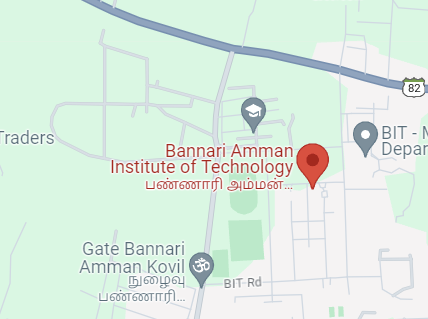 82
Traders
BIT - M
Depar
Bannari Amman
Institute of Technology
பண்ணாரி அம்மன்...
Gate Bannari
Amman Kovil
நுழைவு
பண்ணாரி...
ॐ
BIT Rd